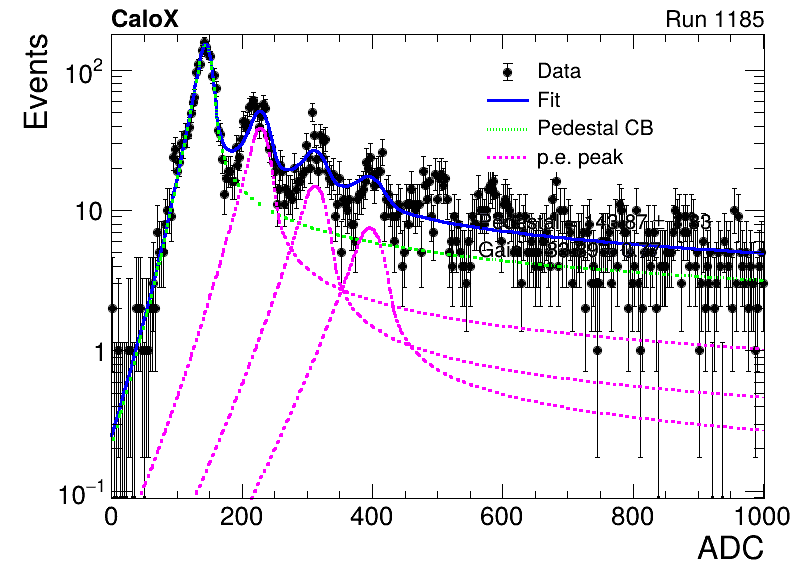 CaloX Run 1185
Events
Data
Fit
Pedestal CB
p.e. peak
10²
10
1
10⁻¹
0 200 400 600 800 1000
ADC